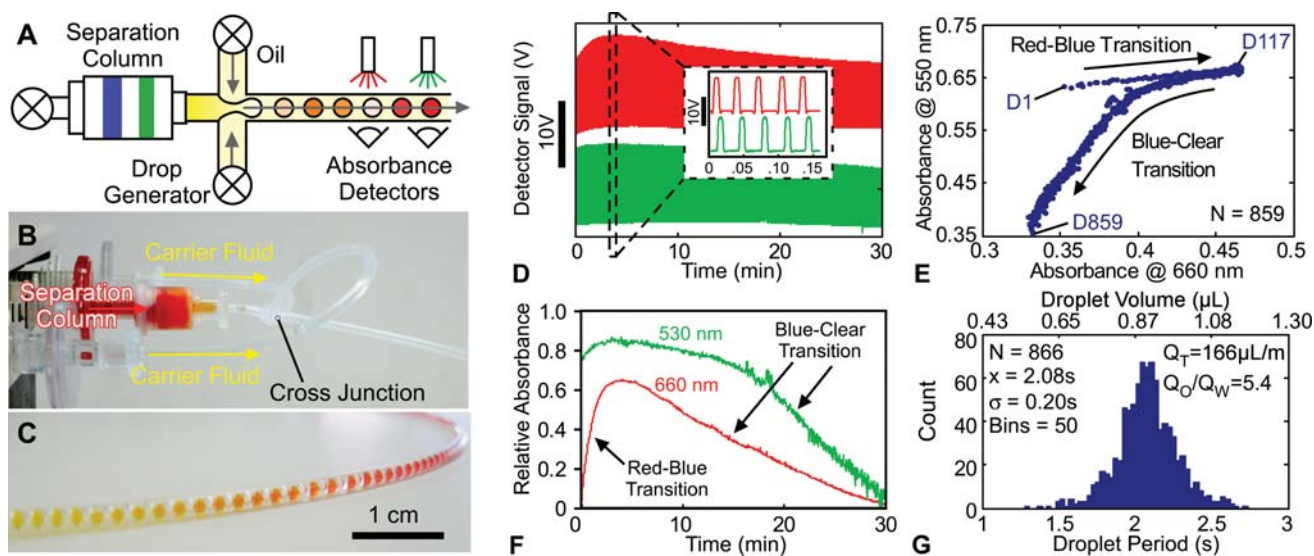 A
Separation
Column
Oil
Drop
Generator
Absorbance
Detectors
B
Carrier Fluid
Separation
Column
Carrier Fluid
Cross Junction
C
1 cm
Detector Signal (V)
10V
10V
0
.05
.10
.15
0
10
20
30
D
Time (min)
Absorbance @ 550 nm
0.75
0.65
0.55
0.45
0.35
Red-Blue Transition
D117
D1
Blue-Clear
Transition
D859
N = 859
0.3
0.35
0.4
0.45
0.5
E
Absorbance @ 660 nm
Relative Absorbance
1.0
0.8
0.6
0.4
0.2
0
530 nm
660 nm
Blue-Clear
Transition
Red-Blue
Transition
0
10
20
30
F
Time (min)
Droplet Volume (µL)
0.43
0.65
0.87
1.08
1.30
Count
80
60
40
20
0
N = 866
x = 2.08s
σ = 0.20s
Bins = 50
QT=166µL/m
QO/QW=5.4
1
1.5
2
2.5
3
G
Droplet Period (s)